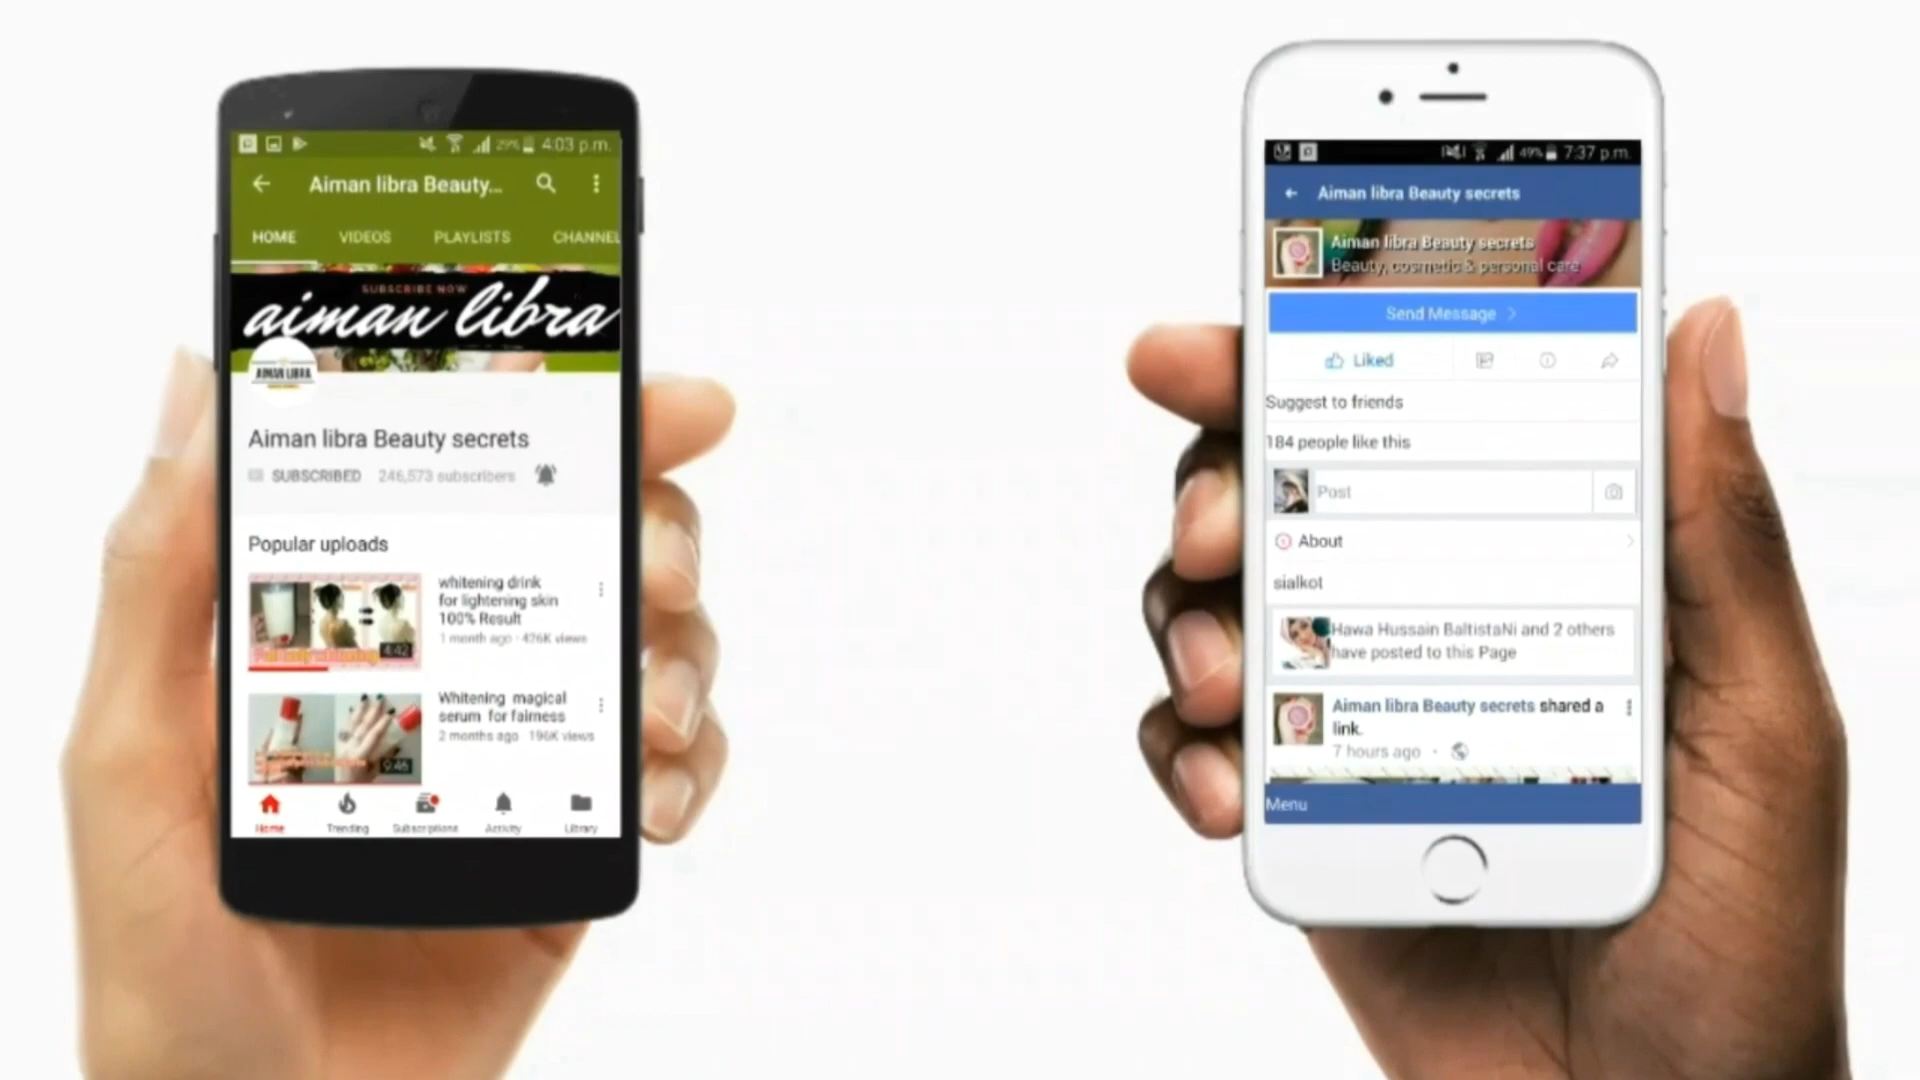 29% 4:03 p.m.
Aiman libra Beauty...
HOME VIDEOS PLAYLISTS CHANNEL
SUBSCRIBE NOW
aiman libra
AIMAN LIBRA
Aiman libra Beauty secrets
SUBSCRIBED 246,573 subscribers
Popular uploads
whitening drink
for lightening skin
100% Result
1 month ago · 426K views
4:42
Whitening magical
serum for fairness
2 months ago 196K views
9:46
Home Trending Subscriptions Activity Library
49% 7:37 p.m.
Aiman libra Beauty secrets
Aiman libra Beauty secrets
Beauty, cosmetic & personal care
Send Message
Liked
Suggest to friends
184 people like this
Post
About
sialkot
Hawa Hussain BaltistaNi and 2 others
have posted to this Page
Aiman libra Beauty secrets shared a
link.
7 hours ago ·
Menu